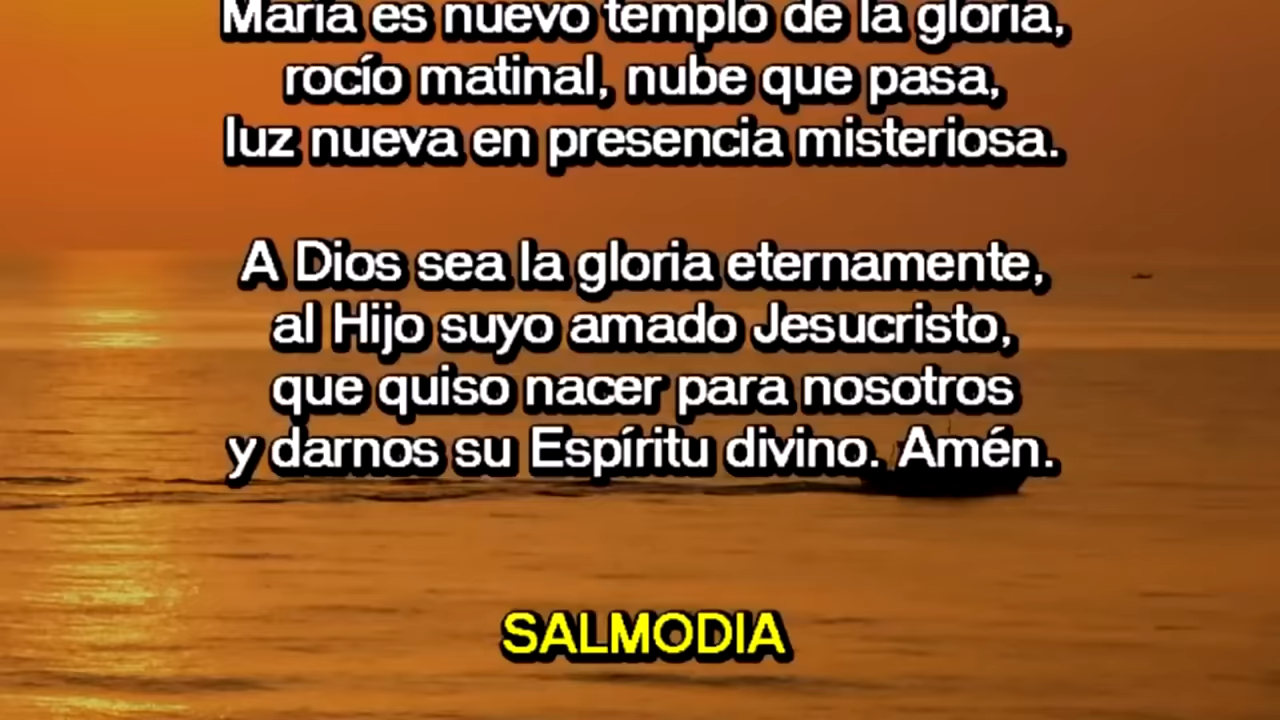 María es nuevo templo de la gloria,
rocío matinal, nube que pasa,
luz nueva en presencia misteriosa.
A Dios sea la gloria eternamente,
al Hijo suyo amado Jesucristo,
que quiso nacer para nosotros
y darnos su Espíritu divino. Amén.
SALMODIA